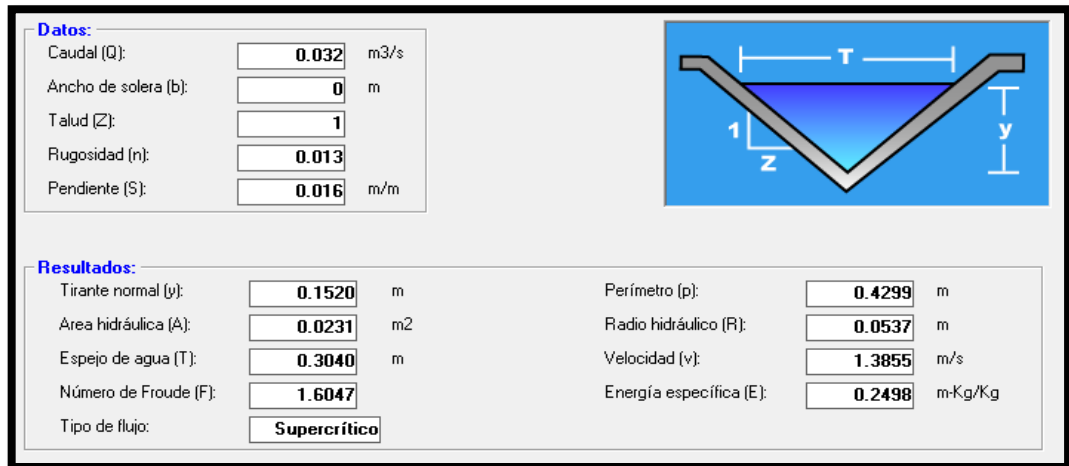 Datos:
Caudal (Q): 0.032 m3/s
Ancho de solera (b): 0 m
Talud (Z): 1
Rugosidad (n): 0.013
Pendiente (S): 0.016 m/m
T
1
Z
y
Resultados:
Tirante normal (y): 0.1520 m Perímetro (p): 0.4299 m
Area hidráulica (A): 0.0231 m2 Radio hidráulico (R): 0.0537 m
Espejo de agua (T): 0.3040 m Velocidad (v): 1.3855 m/s
Número de Froude (F): 1.6047 Energía específica (E): 0.2498 m-Kg/Kg
Tipo de flujo: Supercrítico